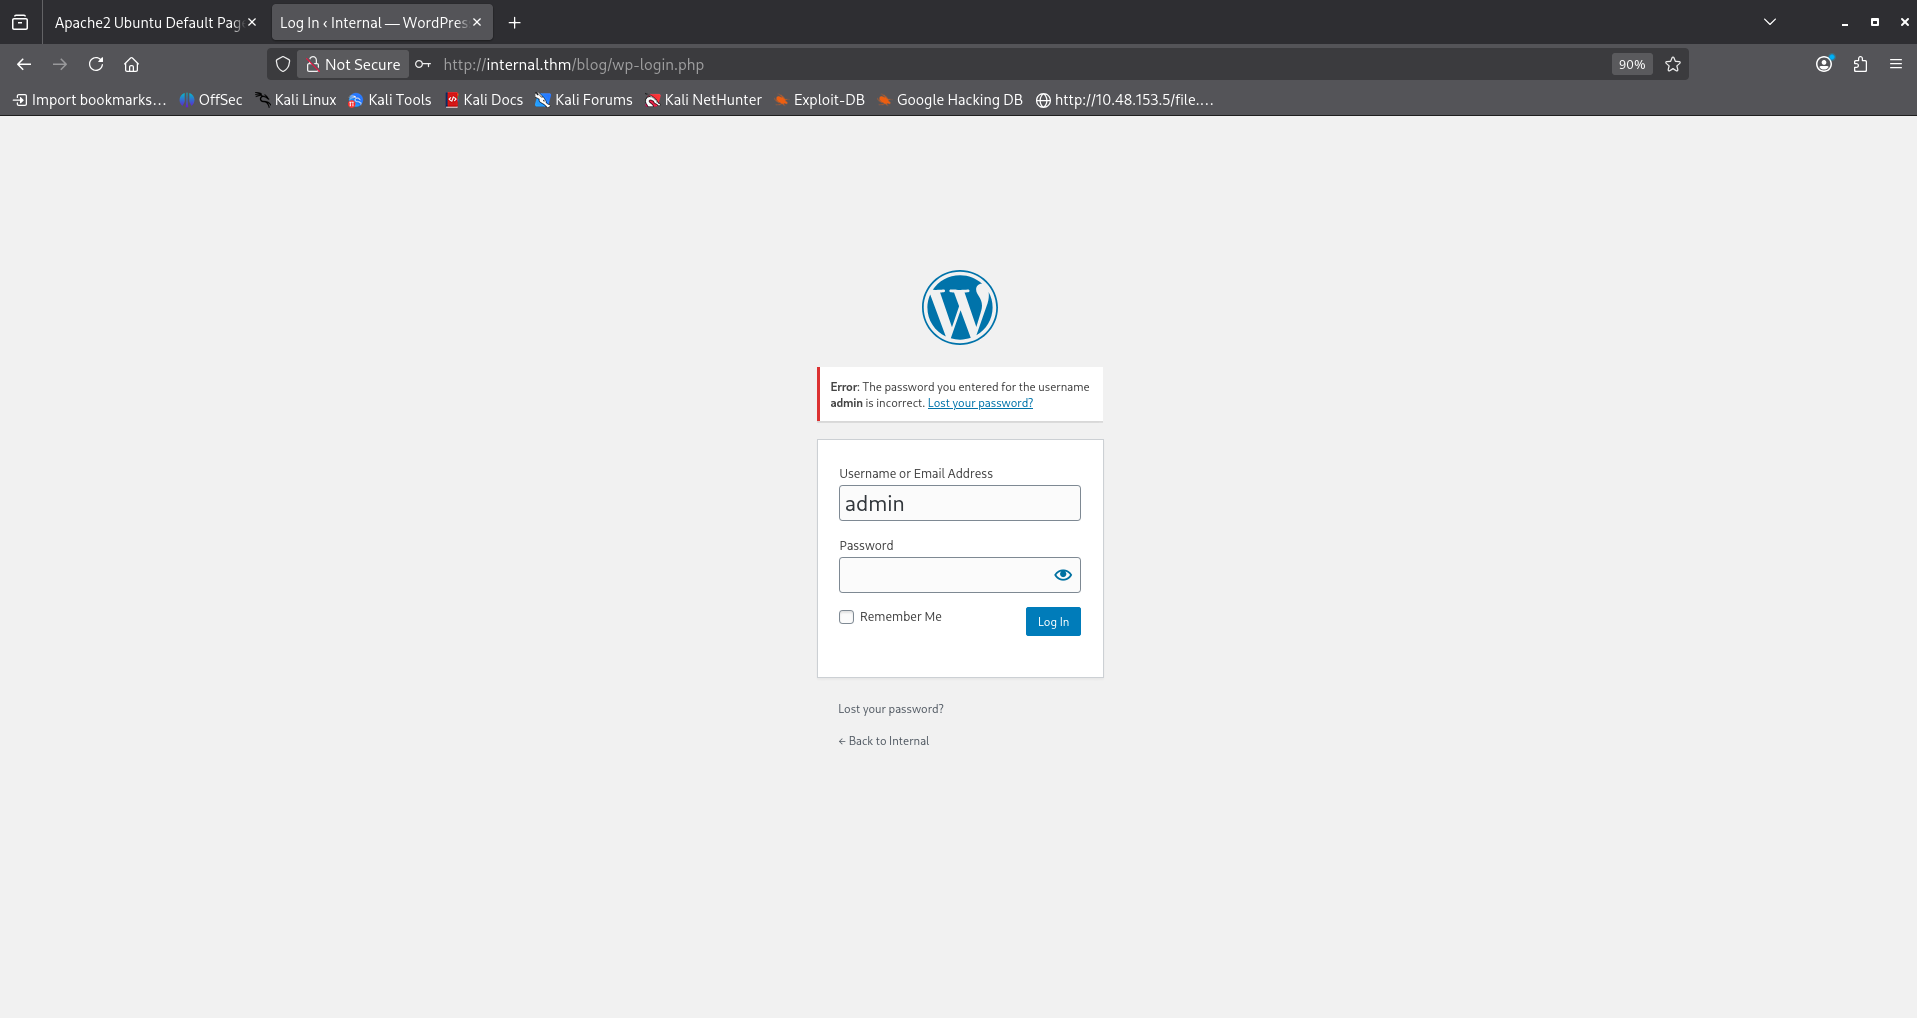 Apache2 Ubuntu Default Pag
Log In ‹ Internal — WordPres
Not Secure
http://internal.thm/blog/wp-login.php
90%
Import bookmarks…
OffSec
Kali Linux
Kali Tools
Kali Docs
Kali Forums
Kali NetHunter
Exploit-DB
Google Hacking DB
http://10.48.153.5/file.…
Error: The password you entered for the username
admin is incorrect. Lost your password?
Username or Email Address
admin
Password
Remember Me
Log In
Lost your password?
← Back to Internal